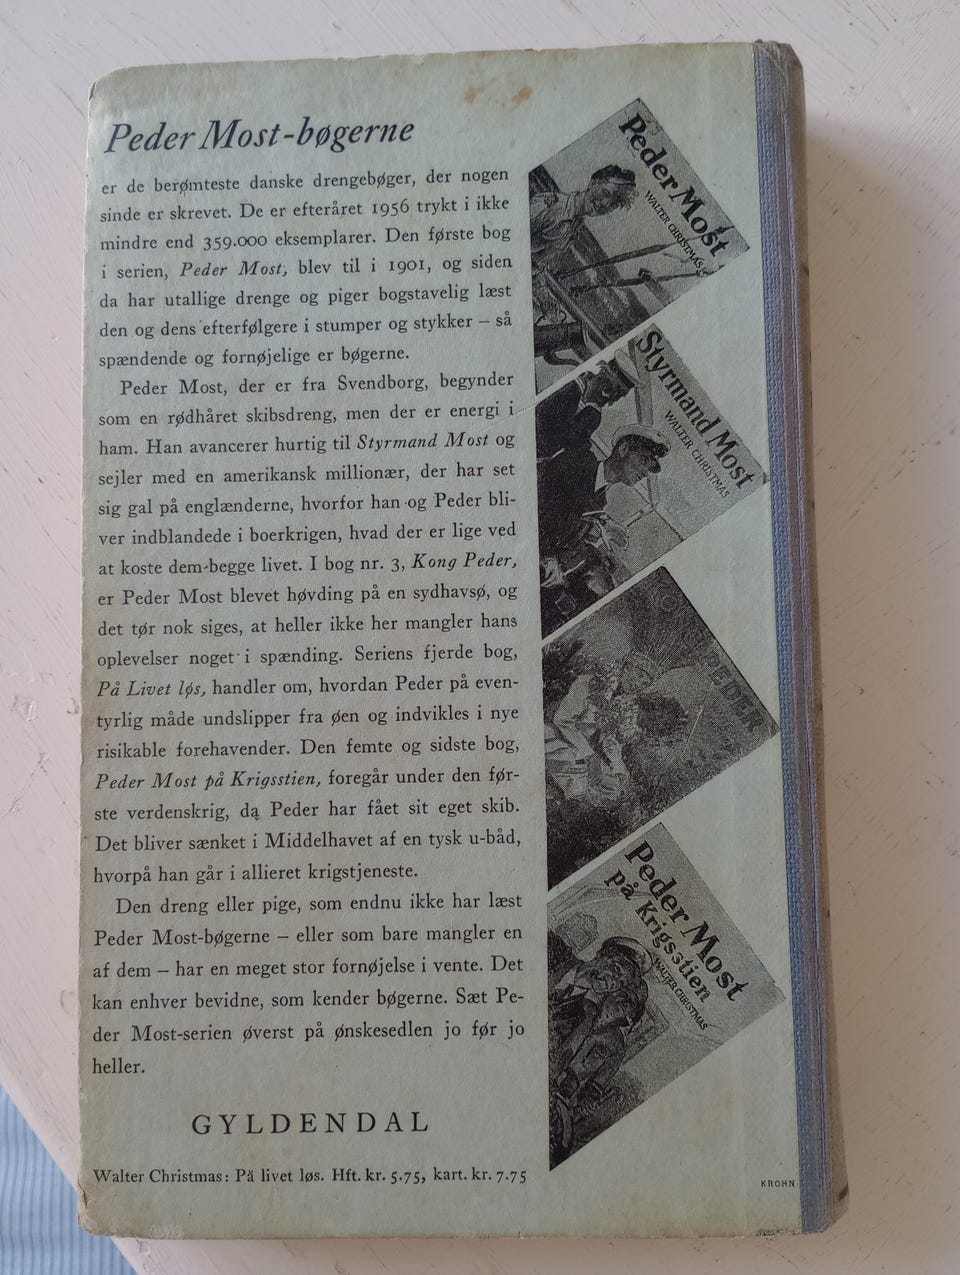 Peder Most-bøgerne
er de berømteste danske drengebøger, der nogen
sinde er skrevet. De er efteråret 1956 trykt i ikke
mindre end 359.000 eksemplarer. Den første bog
i serien, Peder Most, blev til i 1901, og siden
da har utallige drenge og piger bogstavelig læst
den og dens efterfølgere i stumper og stykker – så
spændende og fornøjelige er bøgerne.
Peder Most, der er fra Svendborg, begynder
som en rødhåret skibsdreng, men der er energi i
ham. Han avancerer hurtig til Styrmand Most og
sejler med en amerikansk millionær, der har set
sig gal på englænderne, hvorfor han og Peder bli-
ver indblandede i boerkrigen, hvad der er lige ved
at koste dem begge livet. I bog nr. 3, Kong Peder,
er Peder Most blevet høvding på en sydhavsø, og
det tør nok siges, at heller ikke her mangler hans
oplevelser noget i spænding. Seriens fjerde bog,
På Livet løs, handler om, hvordan Peder på even-
tyrlig måde undslipper fra øen og indvikles i nye
risikable forehavender. Den femte og sidste bog,
Peder Most på Krigsstien, foregår under den før-
ste verdenskrig, da Peder har fået sit eget skib.
Det bliver sænket i Middelhavet af en tysk u-båd,
hvorpå han går i allieret krigstjeneste.
Den dreng eller pige, som endnu ikke har læst
Peder Most-bøgerne – eller som bare mangler en
af dem – har en meget stor fornøjelse i vente. Det
kan enhver bevidne, som kender bøgerne. Sæt Pe-
der Most-serien øverst på ønskesedlen jo før jo
heller.
GYLDENDAL
Walter Christmas: På livet løs. Hft. kr. 5.75, kart. kr. 7.75
Peder Most
WALTER CHRISTMAS
Styrmand Most
WALTER CHRISTMAS
KONG PEDER
Peder Most
på Krigsstien
WALTER CHRISTMAS
KROHN